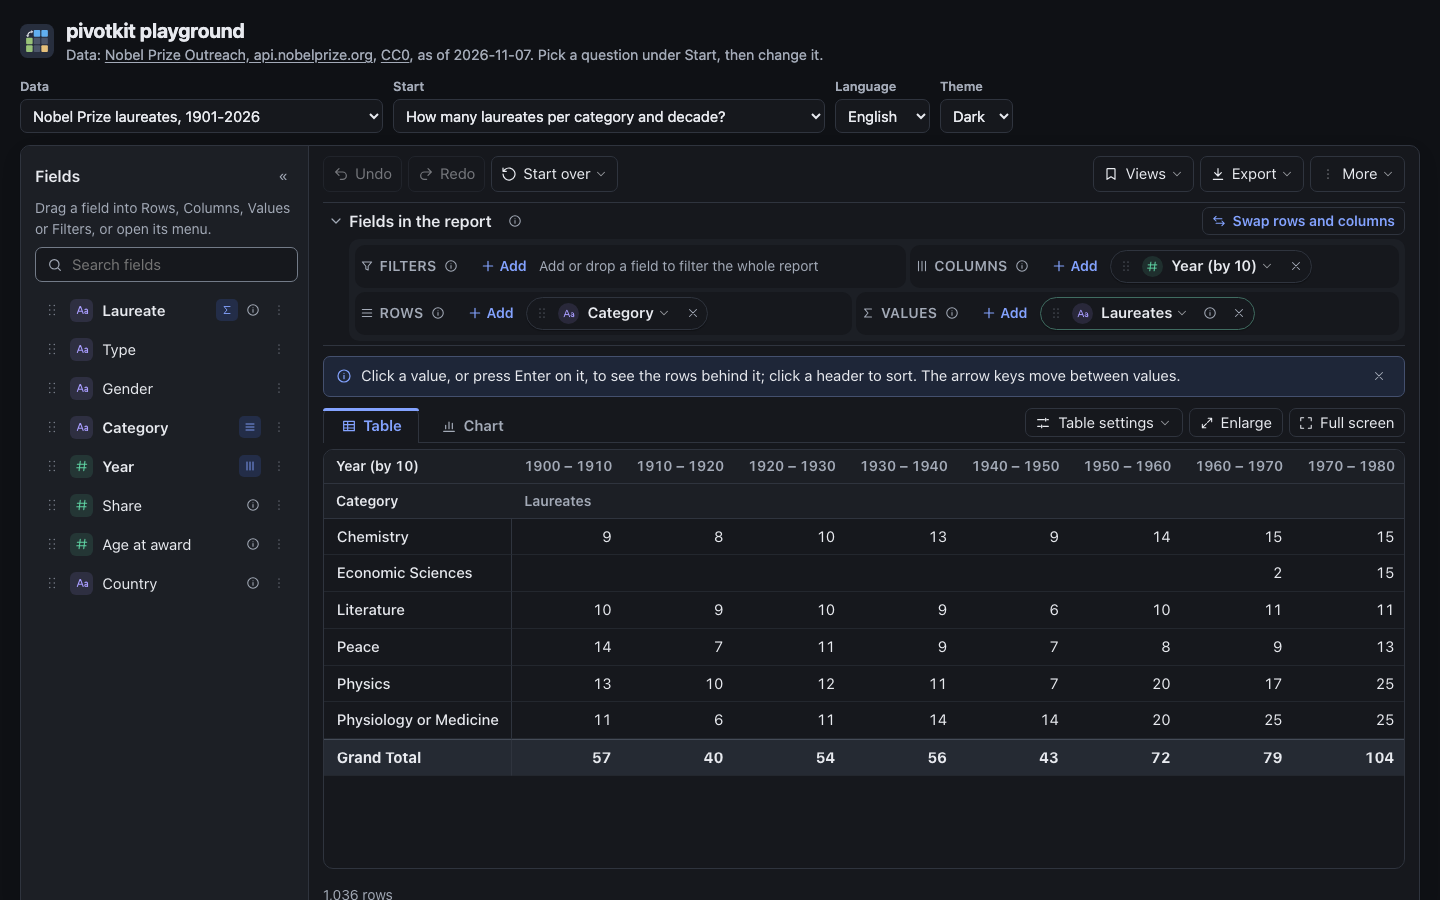 pivotkit playground
Data: Nobel Prize Outreach, api.nobelprize.org, CC0, as of 2026-11-07. Pick a question under Start, then change it.
Data
Start
Language
Theme
Nobel Prize laureates, 1901-2026
How many laureates per category and decade?
English
Dark
Fields
«
Drag a field into Rows, Columns, Values
or Filters, or open its menu.
Search fields
Aa Laureate Σ
Aa Type
Aa Gender
Aa Category
# Year
# Share
# Age at award
Aa Country
Undo
Redo
Start over
Views
Export
More
Fields in the report
Swap rows and columns
FILTERS + Add Add or drop a field to filter the whole report
COLUMNS + Add # Year (by 10)
ROWS + Add Aa Category
Σ VALUES + Add Aa Laureates
Click a value, or press Enter on it, to see the rows behind it; click a header to sort. The arrow keys move between values.
Table
Chart
Table settings
Enlarge
Full screen
Year (by 10) 1900 – 1910 1910 – 1920 1920 – 1930 1930 – 1940 1940 – 1950 1950 – 1960 1960 – 1970 1970 – 1980
Category Laureates
Chemistry 9 8 10 13 9 14 15 15
Economic Sciences 2 15
Literature 10 9 10 9 6 10 11 11
Peace 14 7 11 9 7 8 9 13
Physics 13 10 12 11 7 20 17 25
Physiology or Medicine 11 6 11 14 14 20 25 25
Grand Total 57 40 54 56 43 72 79 104
1,036 rows